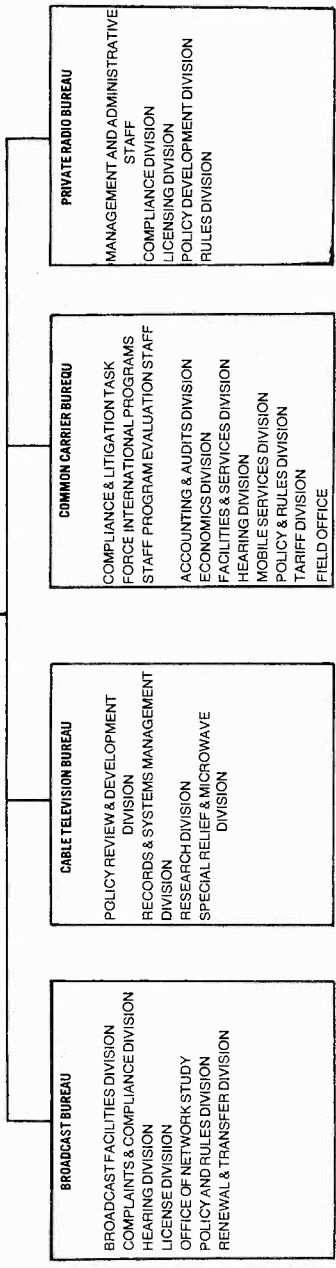 BROADCAST BUREAU
BROADCAST FACILITIES DIVISION
COMPLAINTS & COMPLIANCE DIVISION
HEARING DIVISION
LICENSE DIVISIION
OFFICE OF NETWORK STUDY
POLICY AND RULES DIVISION
RENEWAL & TRANSFER DIVISION
CABLE TELEVISION BUREAU
POLICY REVIEW & DEVELOPMENT
DIVISION
RECORDS & SYSTEMS MANAGEMENT
DIVISION
RESEARCH DIVISION
SPECIAL RELIEF & MICROWAVE
DIVISION
COMMON CARRIER BUREQU
COMPLIANCE & LITIGATION TASK
FORCE INTERNATIONAL PROGRAMS
STAFF PROGRAM EVALUATION STAFF
ACCOUNTING & AUDITS DIVISION
ECONOMICS DIVISION
FACILITIES & SERVICES DIVISION
HEARING DIVISION
MOBILE SERVICES DIVISION
POLICY & RULES DIVISION
TARIFF DIVISION
FIELD OFFICE
PRIVATE RADIO BUREAU
MANAGEMENT AND ADMINISTRATIVE
STAFF
COMPLIANCE DIVISION
LICENSING DIVISION
POLICY DEVELOPMENT DIVISION
RULES DIVISION